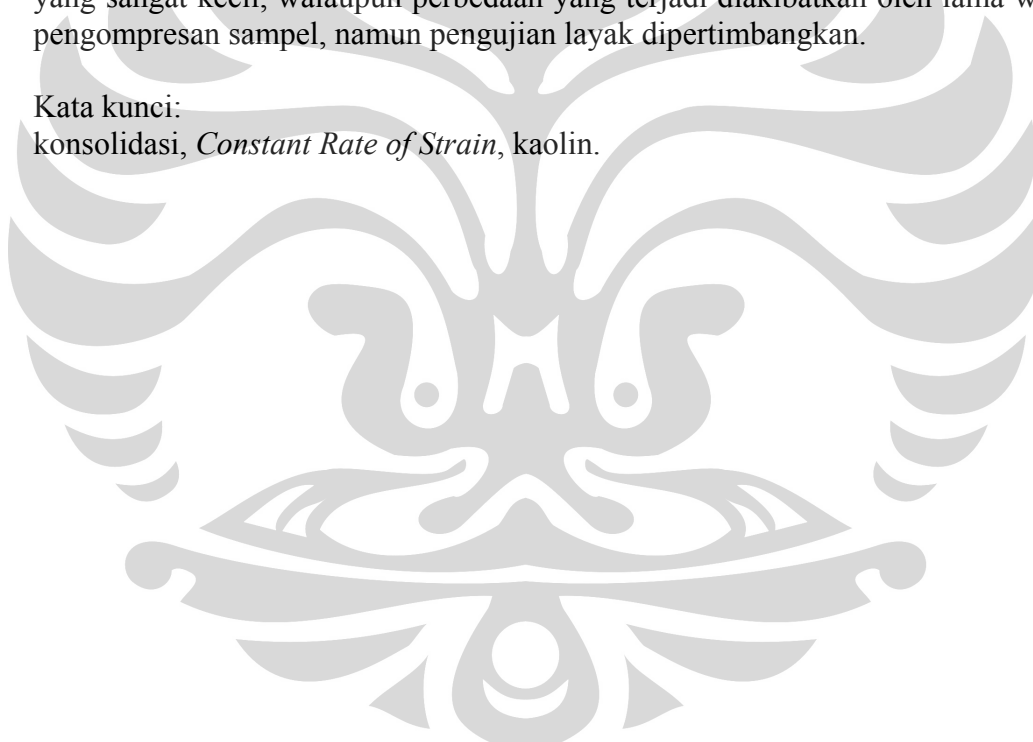 yang sangat kecil, walaupun perbedaan yang terjadi diakibatkan oleh lama
pengompresan sampel, namun pengujian layak dipertimbangkan.
Kata kunci:
konsolidasi, Constant Rate of Strain, kaolin.